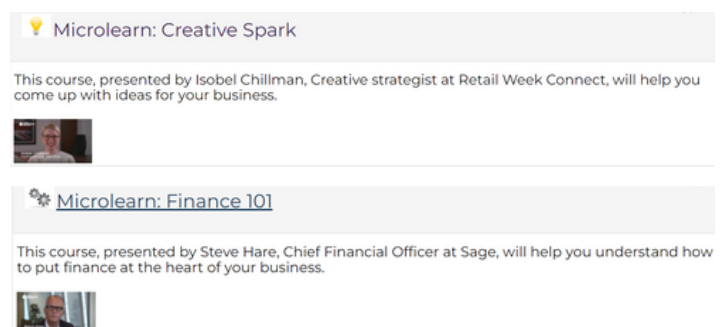 Microlearn: Creative Spark
This course, presented by Isobel Chillman, Creative strategist at Retail Week Connect, will help you
come up with ideas for your business.
Microlearn: Finance 101
This course, presented by Steve Hare, Chief Financial Officer at Sage, will help you understand how
to put finance at the heart of your business.